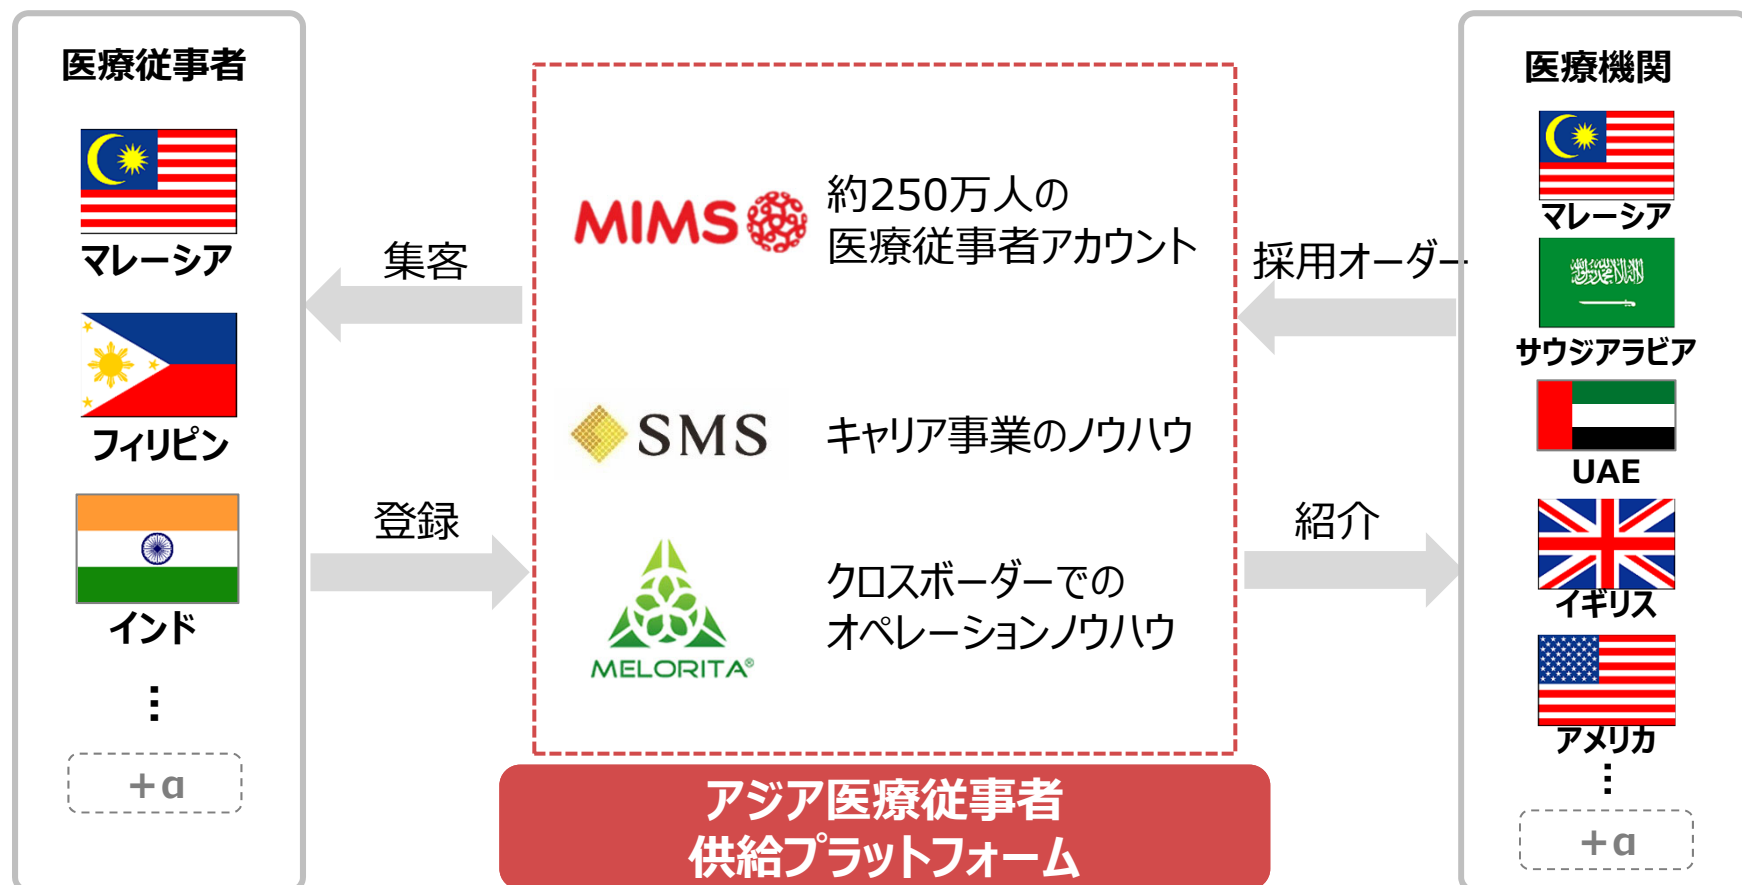 医療従事者
マレーシア
フィリピン
インド
⋮
+α
集客
登録
MIMS
約250万人の
医療従事者アカウント
SMS
キャリア事業のノウハウ
MELORITA®
クロスボーダーでの
オペレーションノウハウ
アジア医療従事者
供給プラットフォーム
採用オーダー
紹介
医療機関
マレーシア
サウジアラビア
UAE
イギリス
アメリカ
⋮
+α